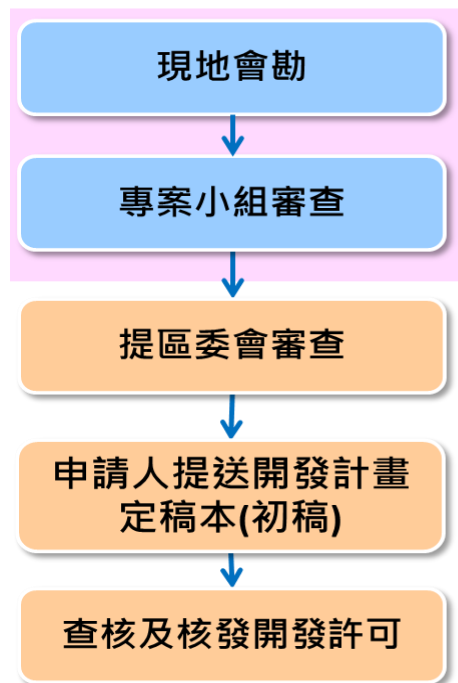 現地會勘
專案小組審查
提區委會審查
申請人提送開發計畫
定稿本(初稿)
查核及核發開發許可